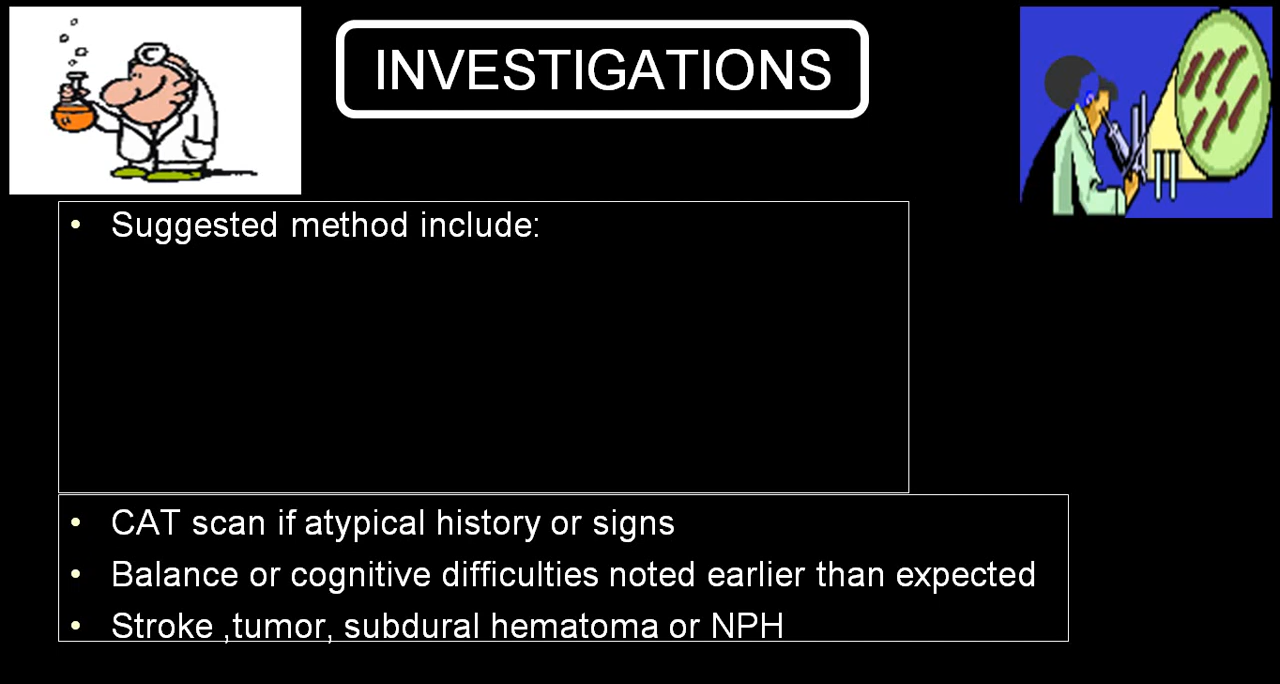 INVESTIGATIONS
• Suggested method include:
• CAT scan if atypical history or signs
• Balance or cognitive difficulties noted earlier than expected
• Stroke ,tumor, subdural hematoma or NPH